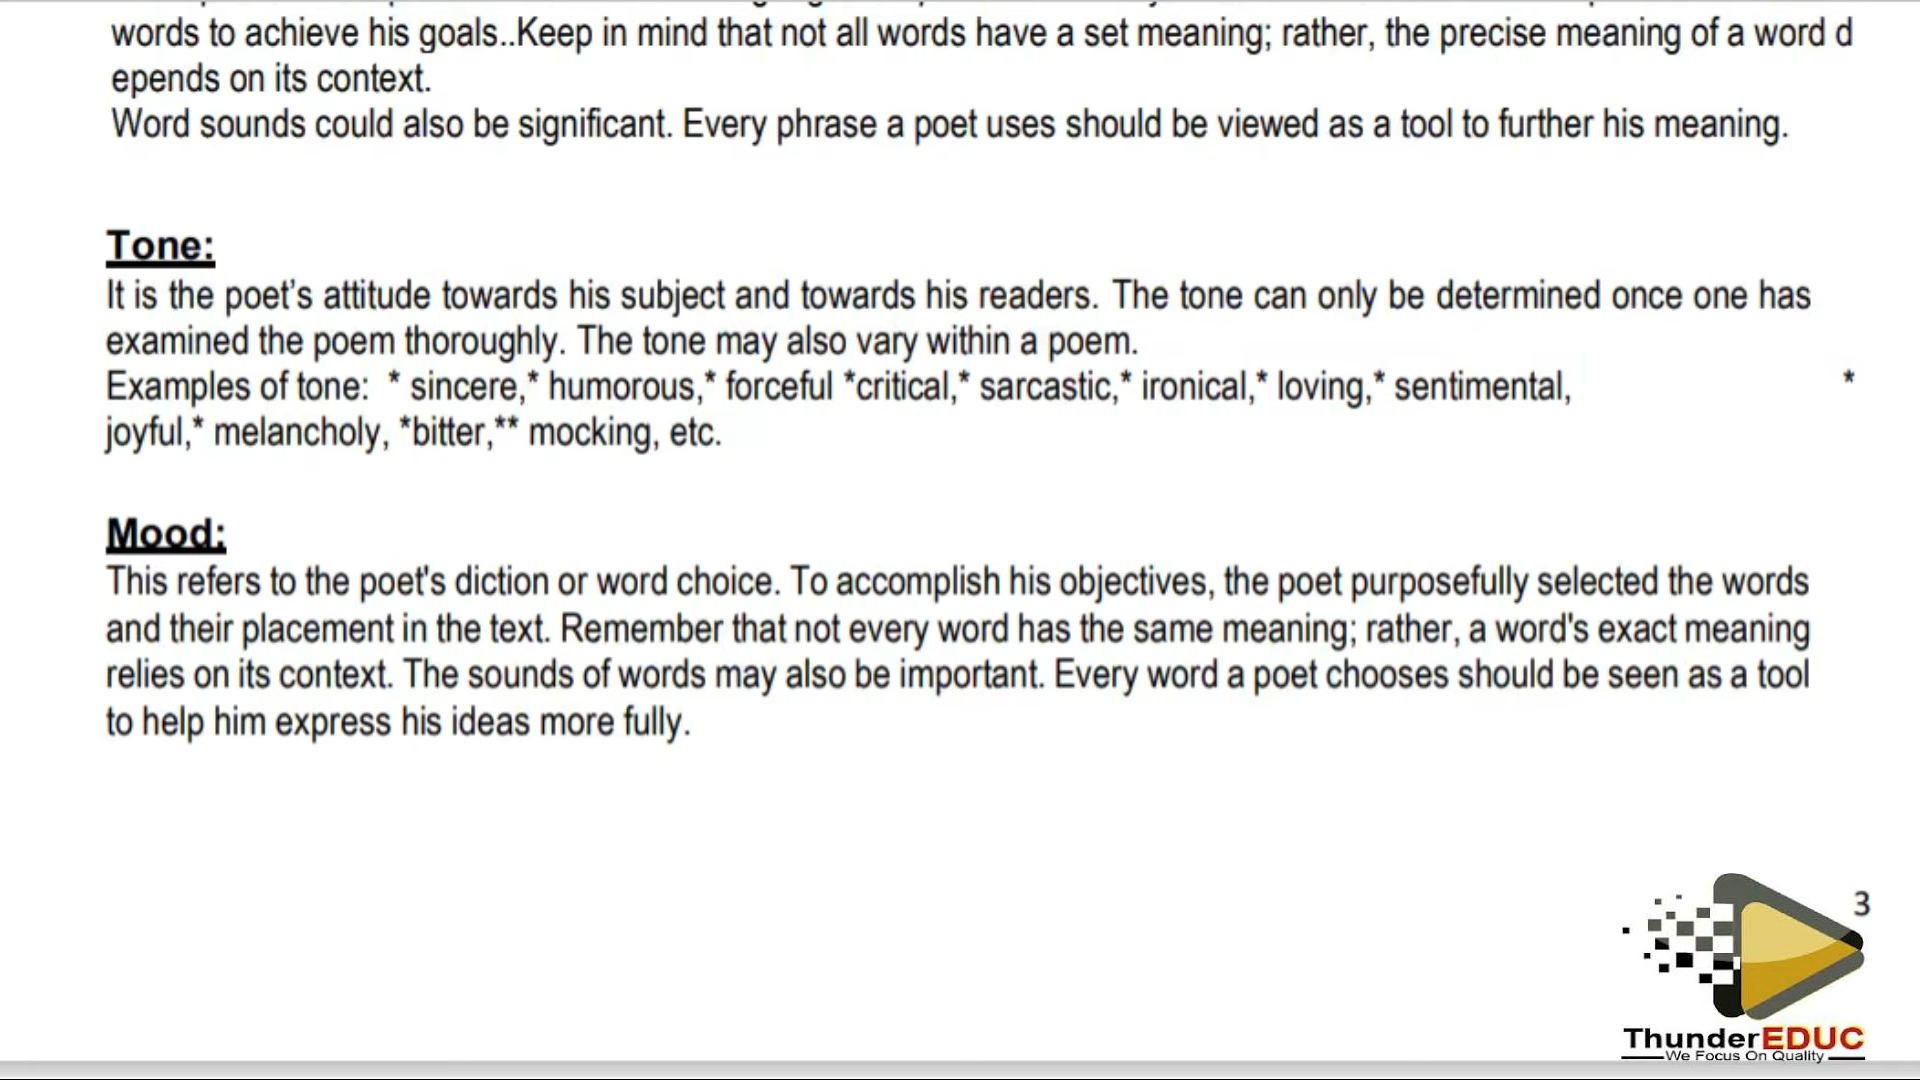 words to achieve his goals..Keep in mind that not all words have a set meaning; rather, the precise meaning of a word d
epends on its context.
Word sounds could also be significant. Every phrase a poet uses should be viewed as a tool to further his meaning.
Tone:
It is the poet’s attitude towards his subject and towards his readers. The tone can only be determined once one has
examined the poem thoroughly. The tone may also vary within a poem.
Examples of tone: * sincere,* humorous,* forceful *critical,* sarcastic,* ironical,* loving,* sentimental, *
joyful,* melancholy, *bitter,** mocking, etc.
Mood:
This refers to the poet's diction or word choice. To accomplish his objectives, the poet purposefully selected the words
and their placement in the text. Remember that not every word has the same meaning; rather, a word's exact meaning
relies on its context. The sounds of words may also be important. Every word a poet chooses should be seen as a tool
to help him express his ideas more fully.
3
ThunderEDUC
We Focus On Quality